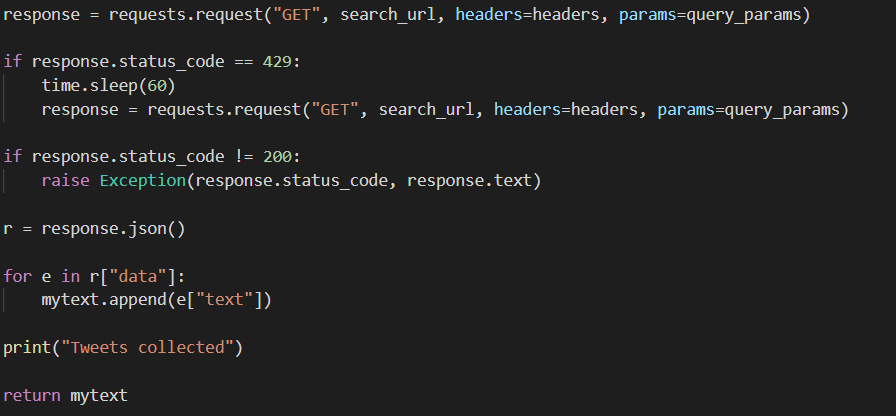 response = requests.request("GET", search_url, headers=headers, params=query_params)
if response.status_code == 429:
    time.sleep(60)
    response = requests.request("GET", search_url, headers=headers, params=query_params)
if response.status_code != 200:
    raise Exception(response.status_code, response.text)
r = response.json()
for e in r["data"]:
    mytext.append(e["text"])
print("Tweets collected")
return mytext